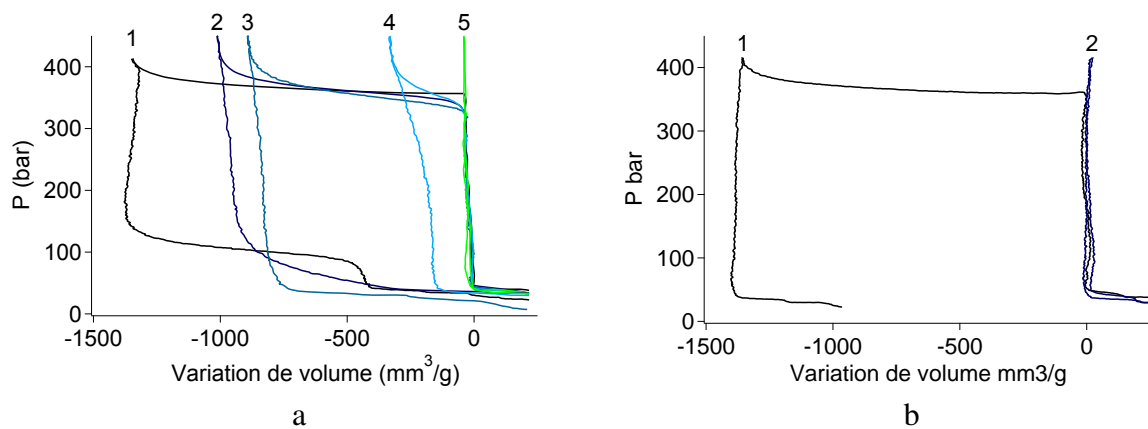 1 2 3 4 5
400
300
200
100
0
P (bar)
-1500 -1000 -500 0
Variation de volume (mm³/g)
a
1 2
400
300
200
100
0
P bar
-1500 -1000 -500 0
Variation de volume mm3/g
b